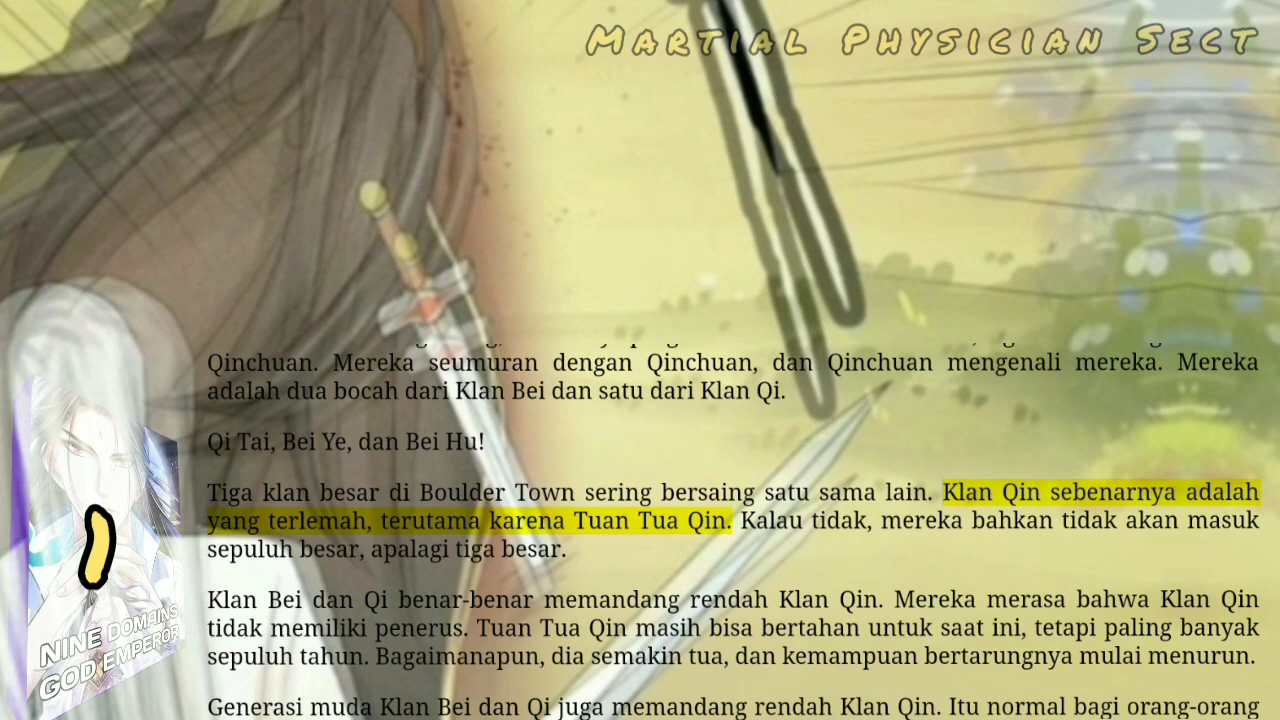 Martial Physician Sect
Qinchuan. Mereka seumuran dengan Qinchuan, dan Qinchuan mengenali mereka. Mereka
adalah dua bocah dari Klan Bei dan satu dari Klan Qi.
Qi Tai, Bei Ye, dan Bei Hu!
Tiga klan besar di Boulder Town sering bersaing satu sama lain. Klan Qin sebenarnya adalah
yang terlemah, terutama karena Tuan Tua Qin. Kalau tidak, mereka bahkan tidak akan masuk
sepuluh besar, apalagi tiga besar.
Klan Bei dan Qi benar-benar memandang rendah Klan Qin. Mereka merasa bahwa Klan Qin
tidak memiliki penerus. Tuan Tua Qin masih bisa bertahan untuk saat ini, tetapi paling banyak
sepuluh tahun. Bagaimanapun, dia semakin tua, dan kemampuan bertarungnya mulai menurun.
Generasi muda Klan Bei dan Qi juga memandang rendah Klan Qin. Itu normal bagi orang-orang
NINE DOMAINS
GOD EMPEROR